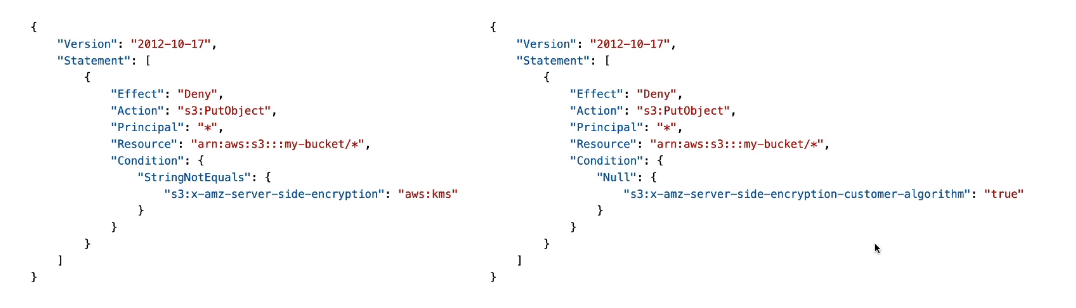 {
    "Version": "2012-10-17",
    "Statement": [
        {
            "Effect": "Deny",
            "Action": "s3:PutObject",
            "Principal": "*",
            "Resource": "arn:aws:s3:::my-bucket/*",
            "Condition": {
                "StringNotEquals": {
                    "s3:x-amz-server-side-encryption": "aws:kms"
                }
            }
        }
    ]
}
{
    "Version": "2012-10-17",
    "Statement": [
        {
            "Effect": "Deny",
            "Action": "s3:PutObject",
            "Principal": "*",
            "Resource": "arn:aws:s3:::my-bucket/*",
            "Condition": {
                "Null": {
                    "s3:x-amz-server-side-encryption-customer-algorithm": "true"
                }
            }
        }
    ]
}